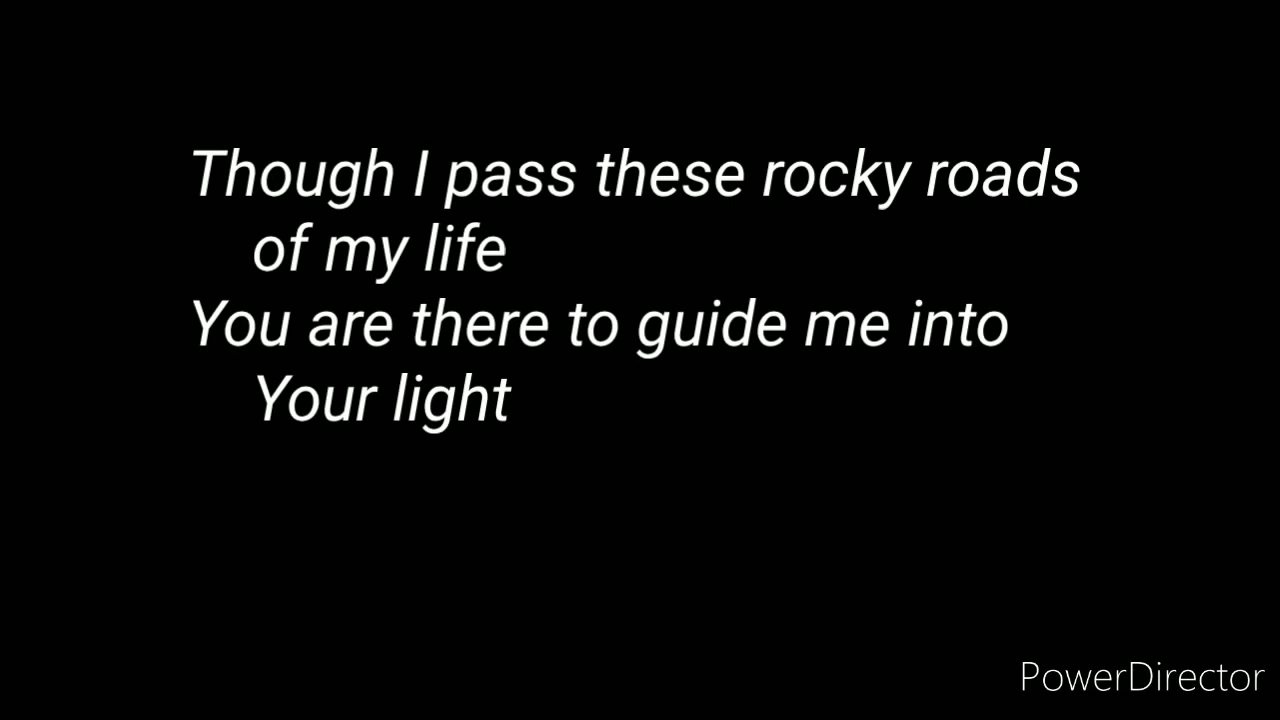 Though I pass these rocky roads
of my life
You are there to guide me into
Your light
PowerDirector